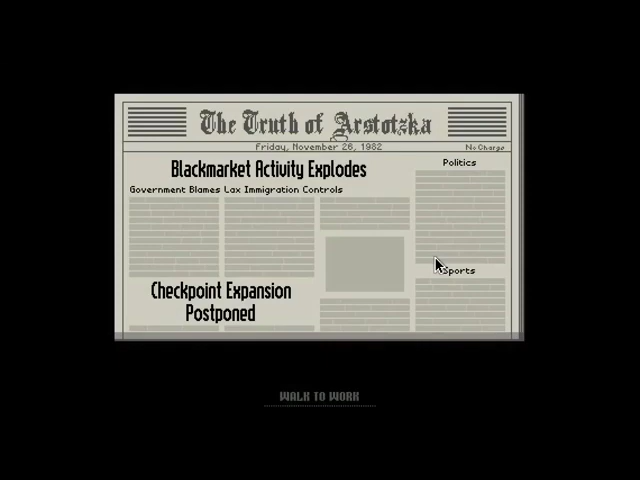 The Truth of Arstotzka
Friday, November 26, 1982
No Charge
Blackmarket Activity Explodes
Government Blames Lax Immigration Controls
Politics
Sports
Checkpoint Expansion
Postponed
WALK TO WORK